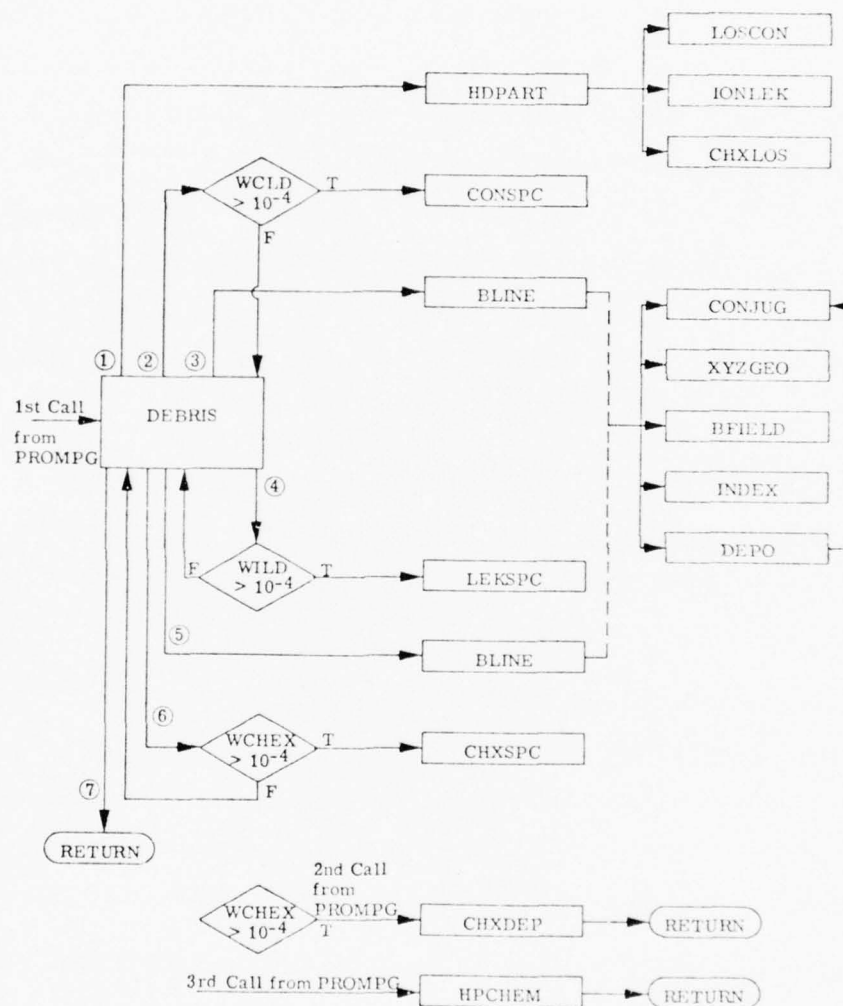 LOSCON
HDPART
IONLEK
CHXLOS
WCLD
> 10⁻⁴
T
F
CONSPC
BLINE
CONJUG
XYZGEO
BFIELD
INDEX
DEPO
① ② ③
1st Call
from
PROMPG
DEBRIS
④
WILD
> 10⁻⁴
F
T
LEKSPC
⑤
BLINE
⑥
WCHEX
> 10⁻⁴
T
F
CHXSPC
⑦
RETURN
2nd Call
from
PROMPG
WCHEX
> 10⁻⁴
T
CHXDEP
RETURN
3rd Call from PROMPG
HPCHEM
RETURN